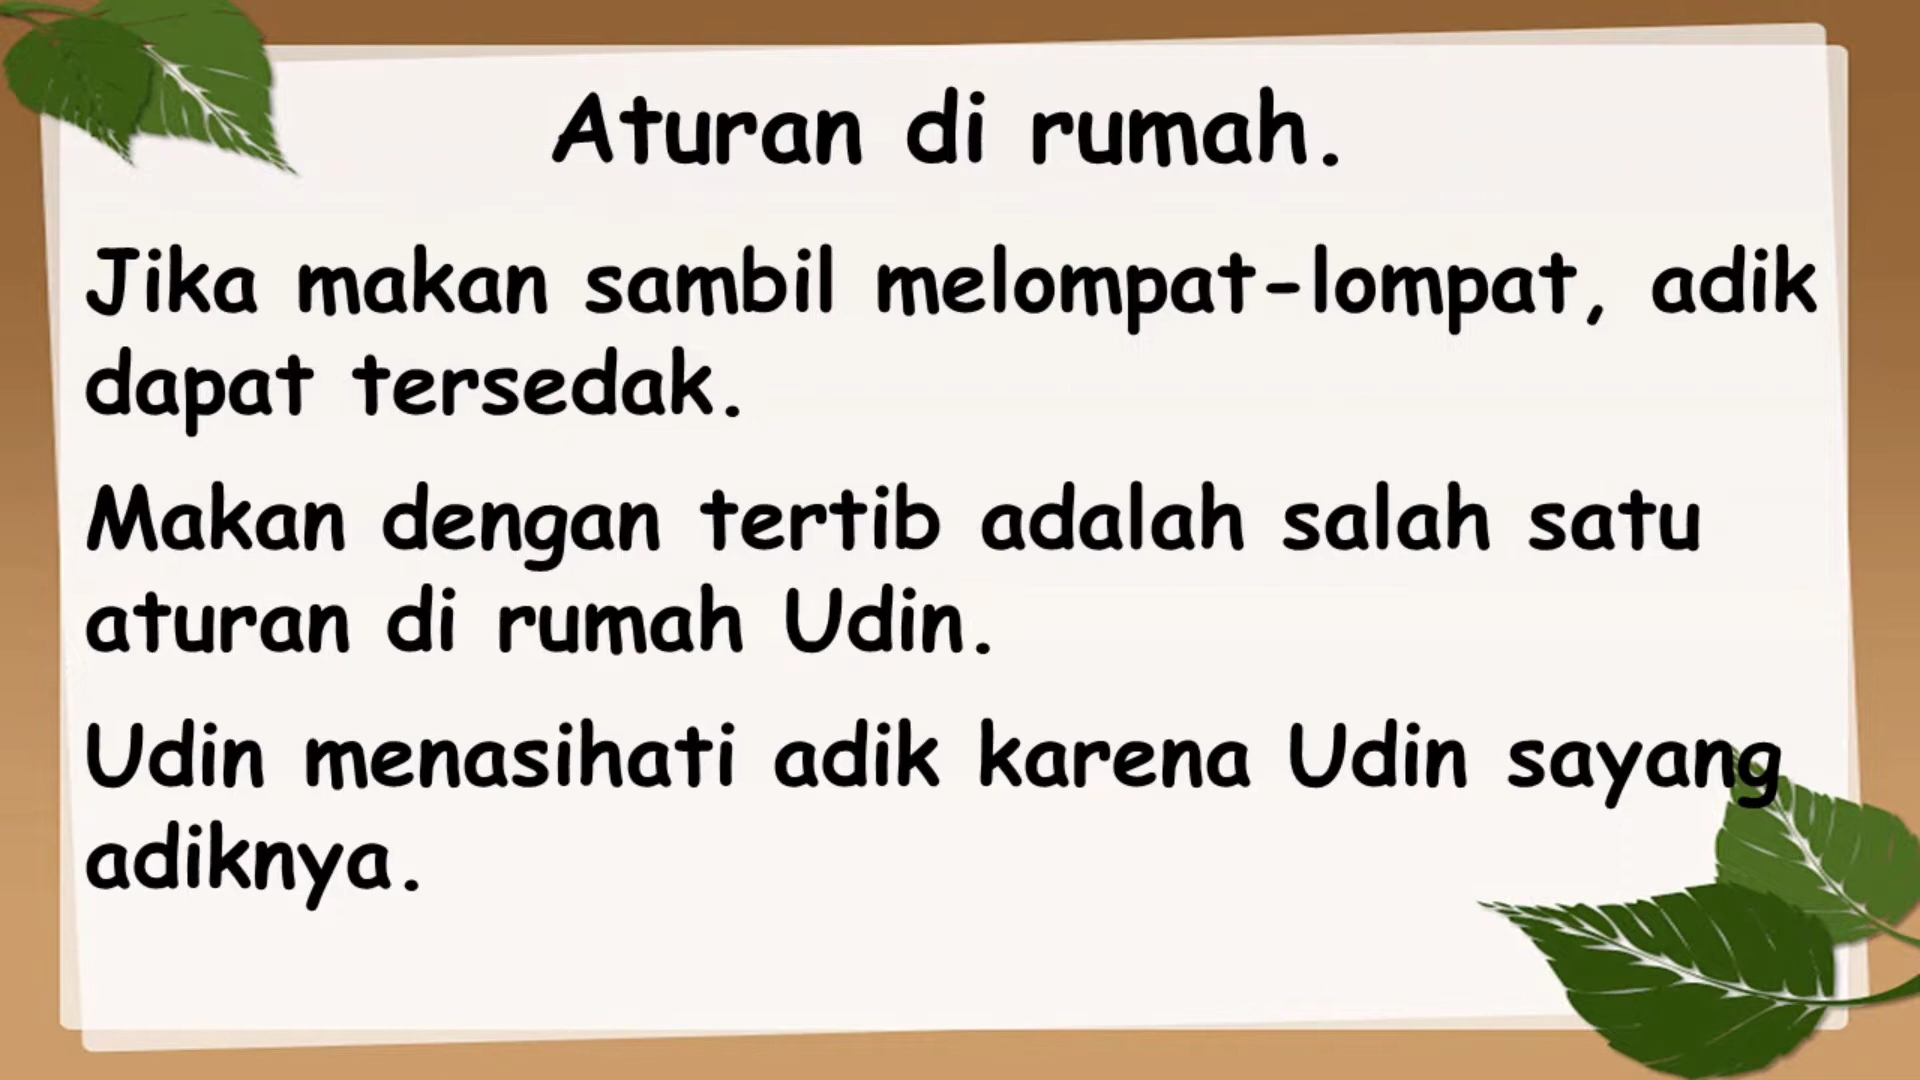 Aturan di rumah.
Jika makan sambil melompat-lompat, adik
dapat tersedak.
Makan dengan tertib adalah salah satu
aturan di rumah Udin.
Udin menasihati adik karena Udin sayang
adiknya.